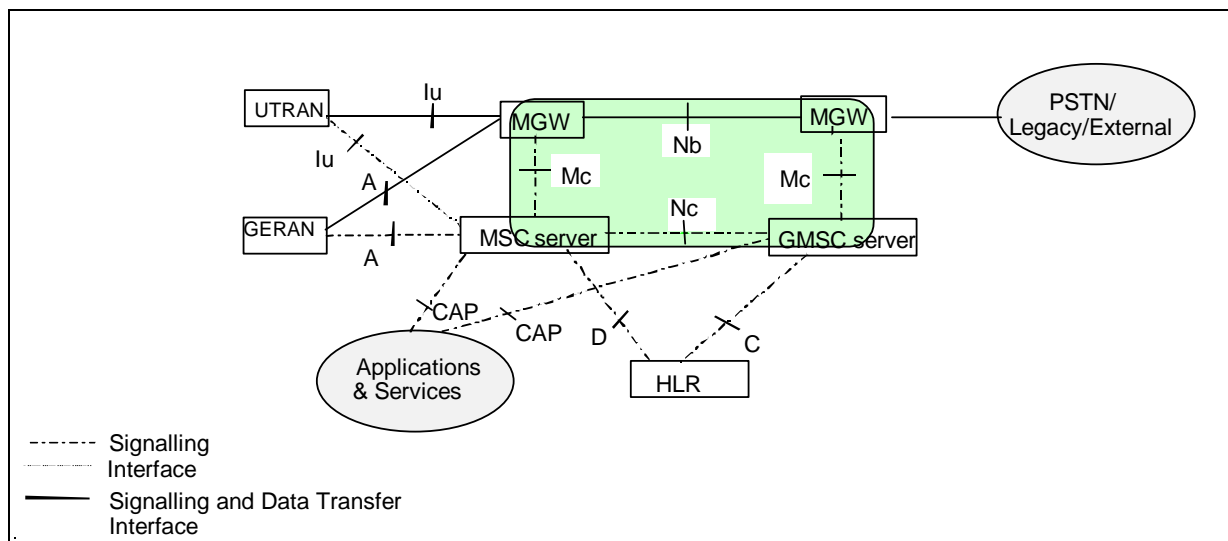 Iu
UTRAN
MGW
MGW
PSTN/
Legacy/External
Iu
Nb
A
Mc
Mc
Nc
GERAN
MSC server
GMSC server
A
CAP
CAP
D
C
Applications
& Services
HLR
Signalling
Interface
Signalling and Data Transfer
Interface